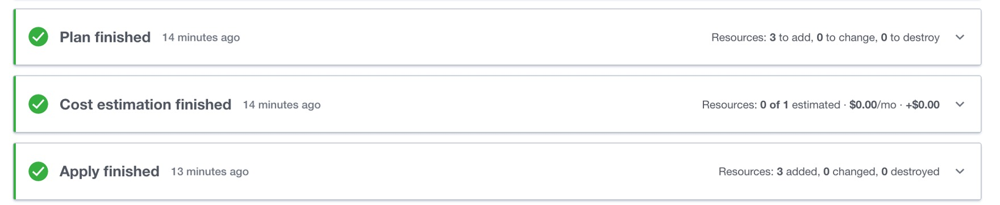 Plan finished 14 minutes ago Resources: 3 to add, 0 to change, 0 to destroy
Cost estimation finished 14 minutes ago Resources: 0 of 1 estimated · $0.00/mo · +$0.00
Apply finished 13 minutes ago Resources: 3 added, 0 changed, 0 destroyed